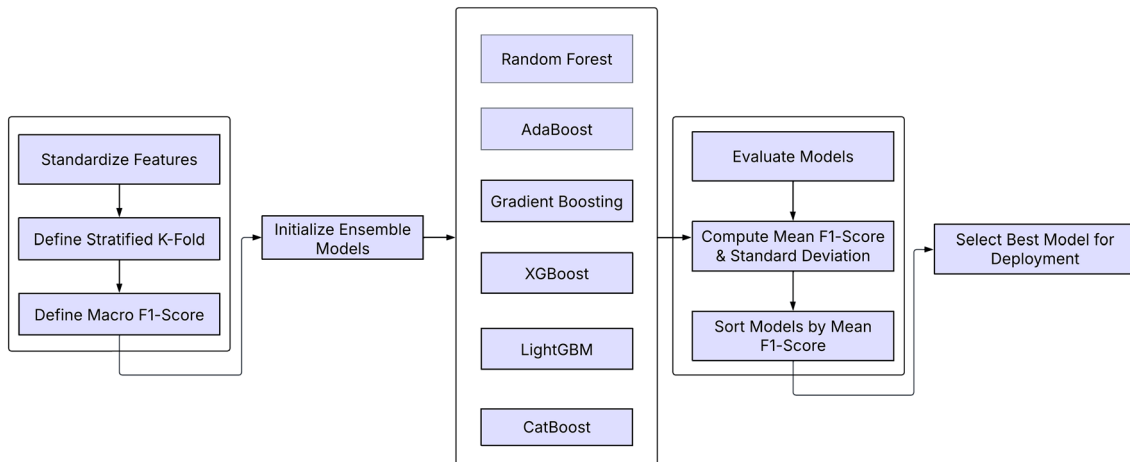 Standardize Features
Define Stratified K-Fold
Define Macro F1-Score
Initialize Ensemble
Models
Random Forest
AdaBoost
Gradient Boosting
XGBoost
LightGBM
CatBoost
Evaluate Models
Compute Mean F1-Score
& Standard Deviation
Sort Models by Mean
F1-Score
Select Best Model for
Deployment